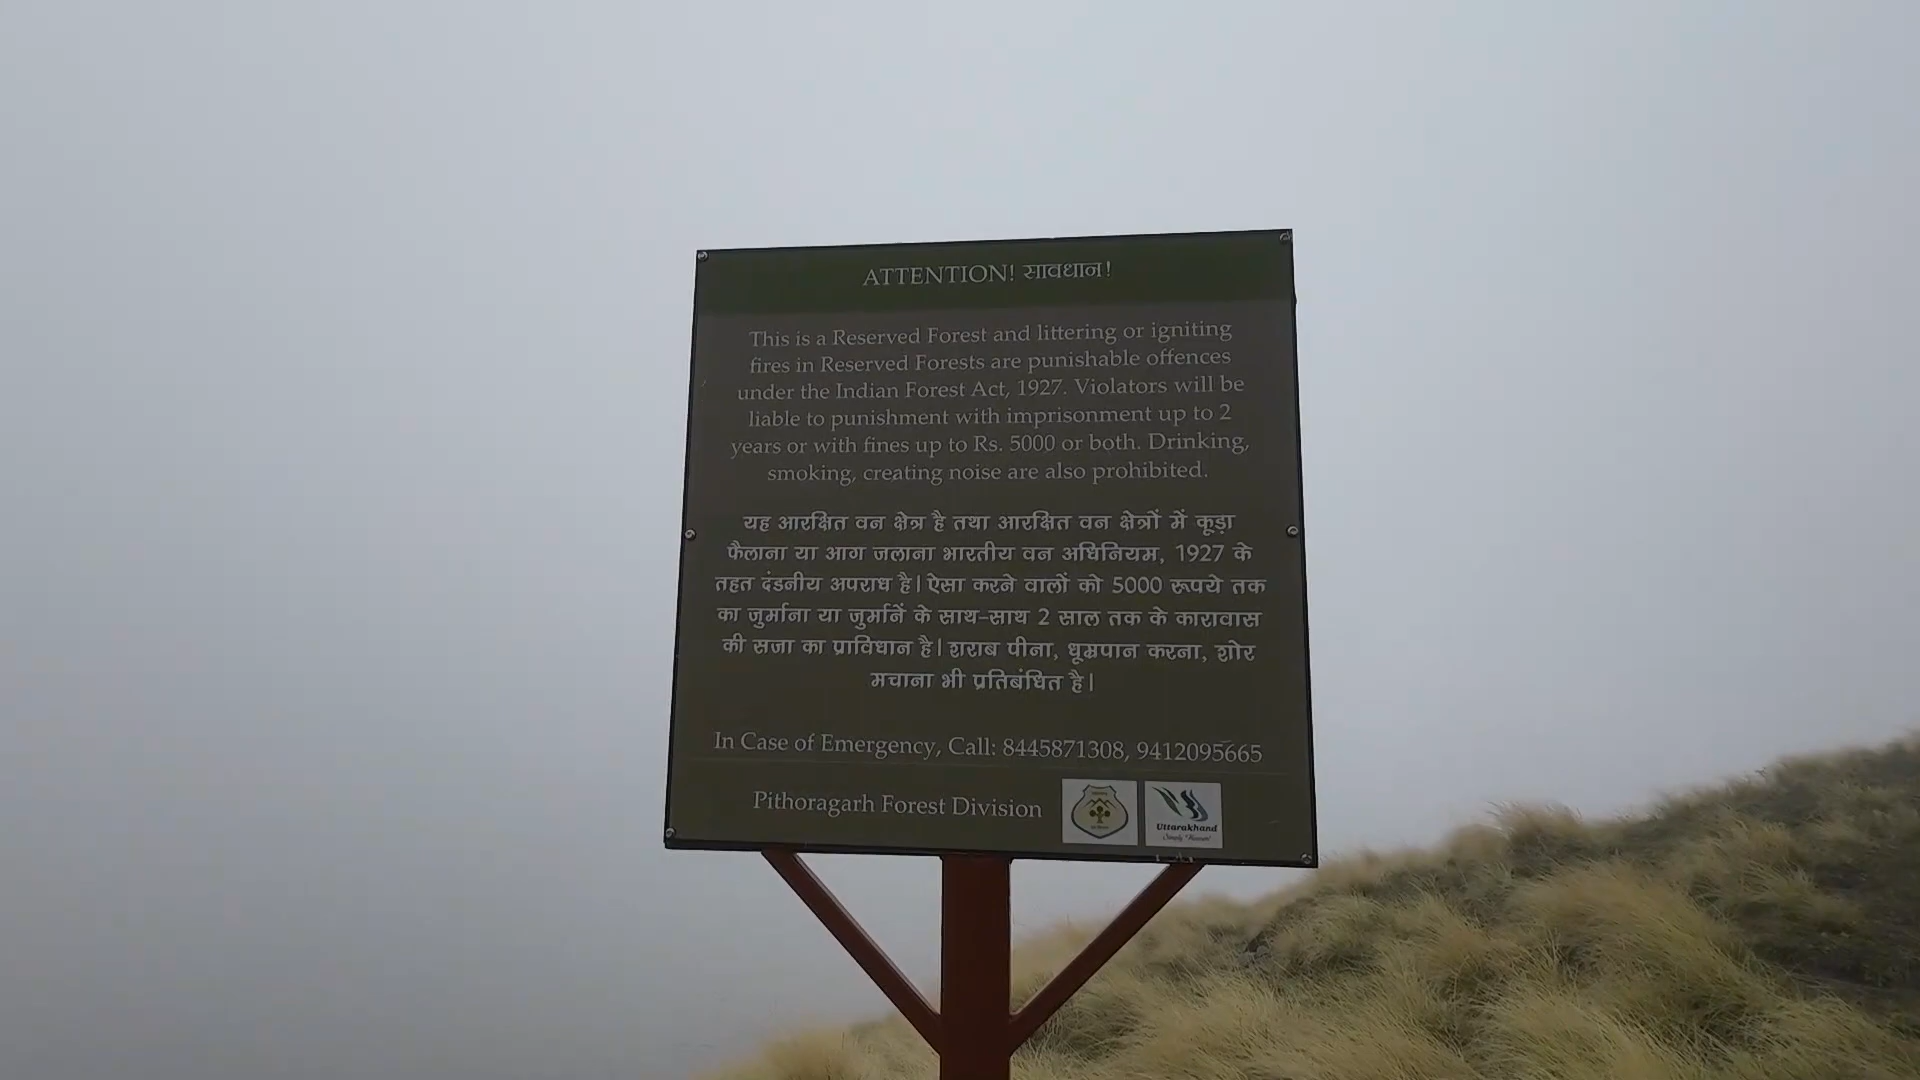 ATTENTION! सावधान!
This is a Reserved Forest and littering or igniting
fires in Reserved Forests are punishable offences
under the Indian Forest Act, 1927. Violators will be
liable to punishment with imprisonment up to 2
years or with fines up to Rs. 5000 or both. Drinking,
smoking, creating noise are also prohibited.
यह आरक्षित वन क्षेत्र है तथा आरक्षित वन क्षेत्रों में कूड़ा
फैलाना या आग जलाना भारतीय वन अधिनियम, 1927 के
तहत दंडनीय अपराध है। ऐसा करने वालों को 5000 रूपये तक
का जुर्माना या जुर्मानें के साथ-साथ 2 साल तक के कारावास
की सजा का प्राविधान है। शराब पीना, धूम्रपान करना, शोर
मचाना भी प्रतिबंधित है।
In Case of Emergency, Call: 8445871308, 9412095665
Pithoragarh Forest Division
Uttarakhand